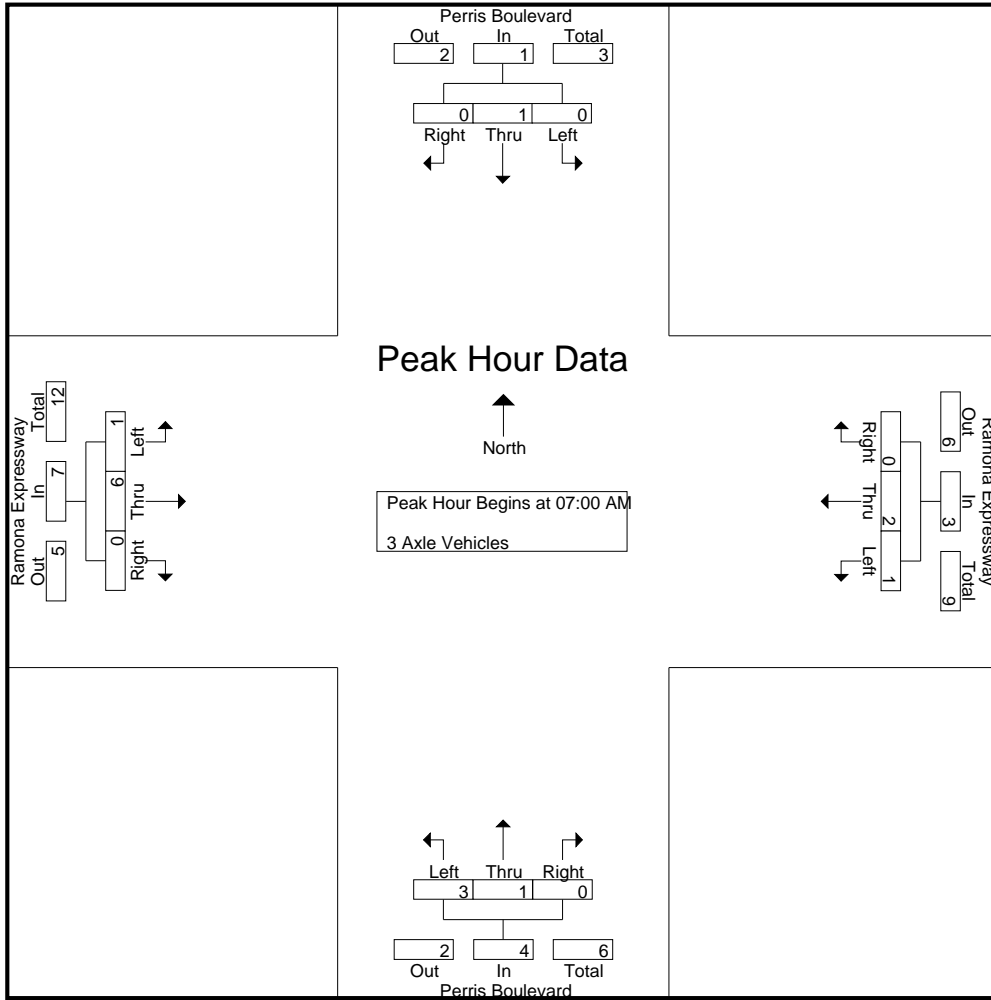 Perris Boulevard
Out In Total
2 1 3
0 1 0
Right Thru Left
Peak Hour Data
North
Peak Hour Begins at 07:00 AM
3 Axle Vehicles
Ramona Expressway
Total In Out
12 7 5
1 6 0
Left Thru Right
Ramona Expressway
Out In Total
6 3 9
0 2 1
Right Thru Left
Left Thru Right
3 1 0
2 4 6
Out In Total
Perris Boulevard